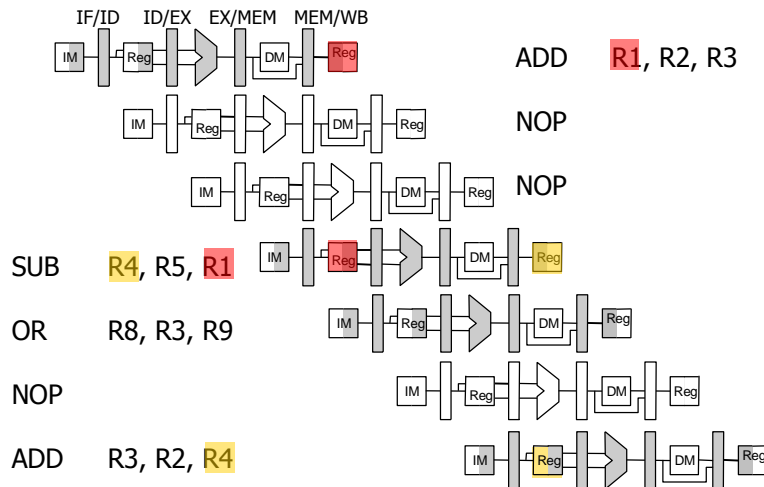 IF/ID ID/EX EX/MEM MEM/WB
IM Reg DM Reg ADD R1, R2, R3
IM Reg DM Reg NOP
IM Reg DM Reg NOP
SUB R4, R5, R1 IM Reg DM Reg
OR R8, R3, R9 IM Reg DM Reg
NOP IM Reg DM Reg
ADD R3, R2, R4 IM Reg DM Reg